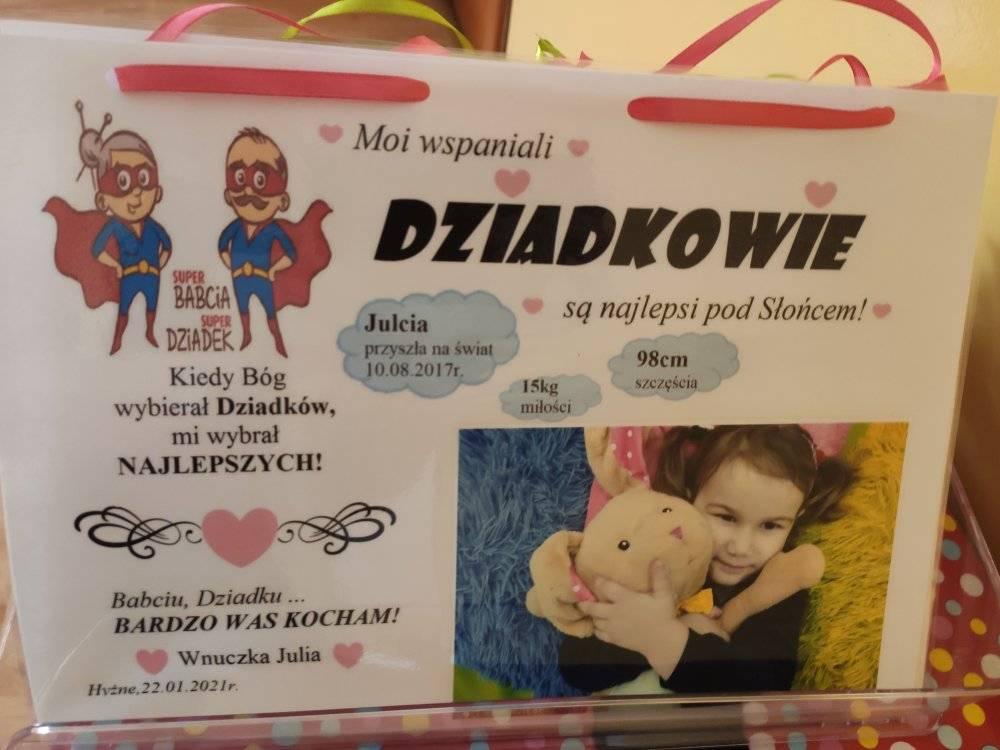 Moi wspaniali
DZIADKOWIE
są najlepsi pod Słońcem!
SUPER
BABCIA
SUPER
DZIADEK
Julcia
przyszła na świat
10.08.2017r.
98cm
szczęścia
15kg
miłości
Kiedy Bóg
wybierał Dziadków,
mi wybrał
NAJLEPSZYCH!
Babciu, Dziadku ...
BARDZO WAS KOCHAM!
Wnuczka Julia
Hyżne,22.01.2021r.